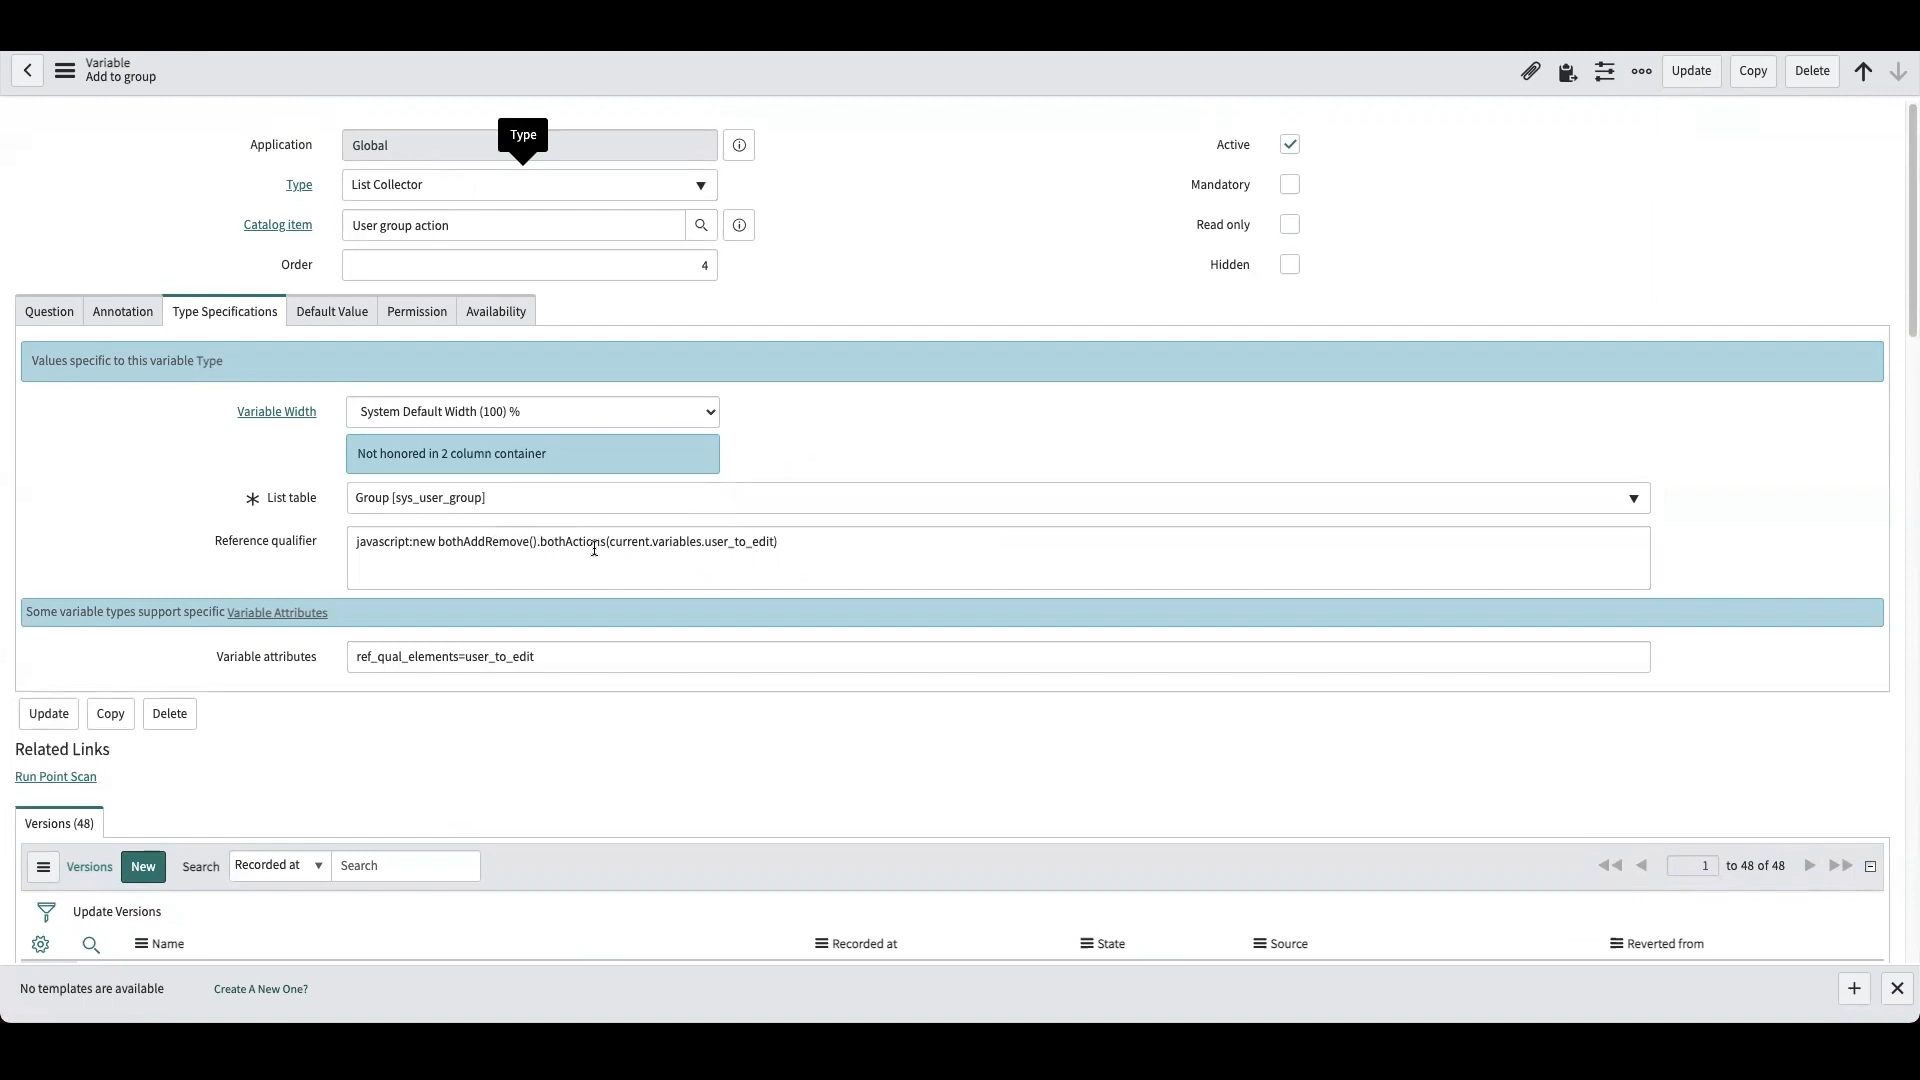 Variable
Add to group
Update
Copy
Delete
Type
Application
Global
Active
Type
List Collector
Mandatory
Catalog item
User group action
Read only
Order
4
Hidden
Question
Annotation
Type Specifications
Default Value
Permission
Availability
Values specific to this variable Type
Variable Width
System Default Width (100) %
Not honored in 2 column container
List table
Group [sys_user_group]
Reference qualifier
javascript:new bothAddRemove().bothActions(current.variables.user_to_edit)
Some variable types support specific Variable Attributes
Variable attributes
ref_qual_elements=user_to_edit
Update
Copy
Delete
Related Links
Run Point Scan
Versions (48)
Versions
New
Search
Recorded at
Search
1
to 48 of 48
Update Versions
Name
Recorded at
State
Source
Reverted from
No templates are available
Create A New One?